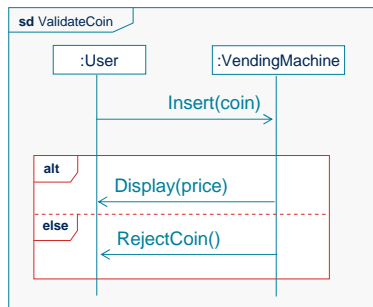 sd ValidateCoin
:User
:VendingMachine
Insert(coin)
alt
Display(price)
else
RejectCoin()